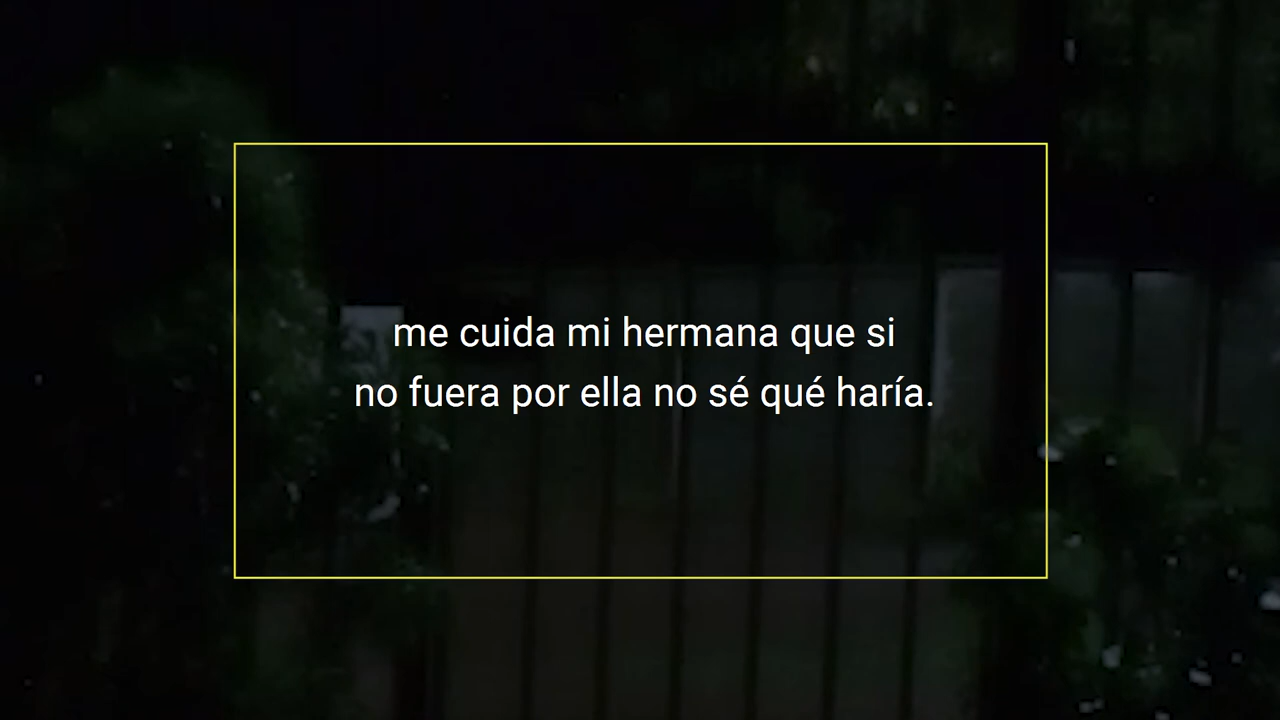 me cuida mi hermana que si
no fuera por ella no sé qué haría.